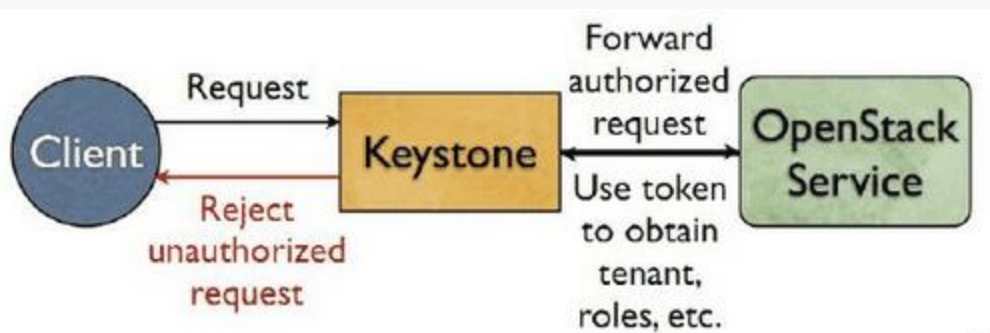 Client
Request
Reject
unauthorized
request
Keystone
Forward
authorized
request
Use token
to obtain
tenant,
roles, etc.
OpenStack
Service